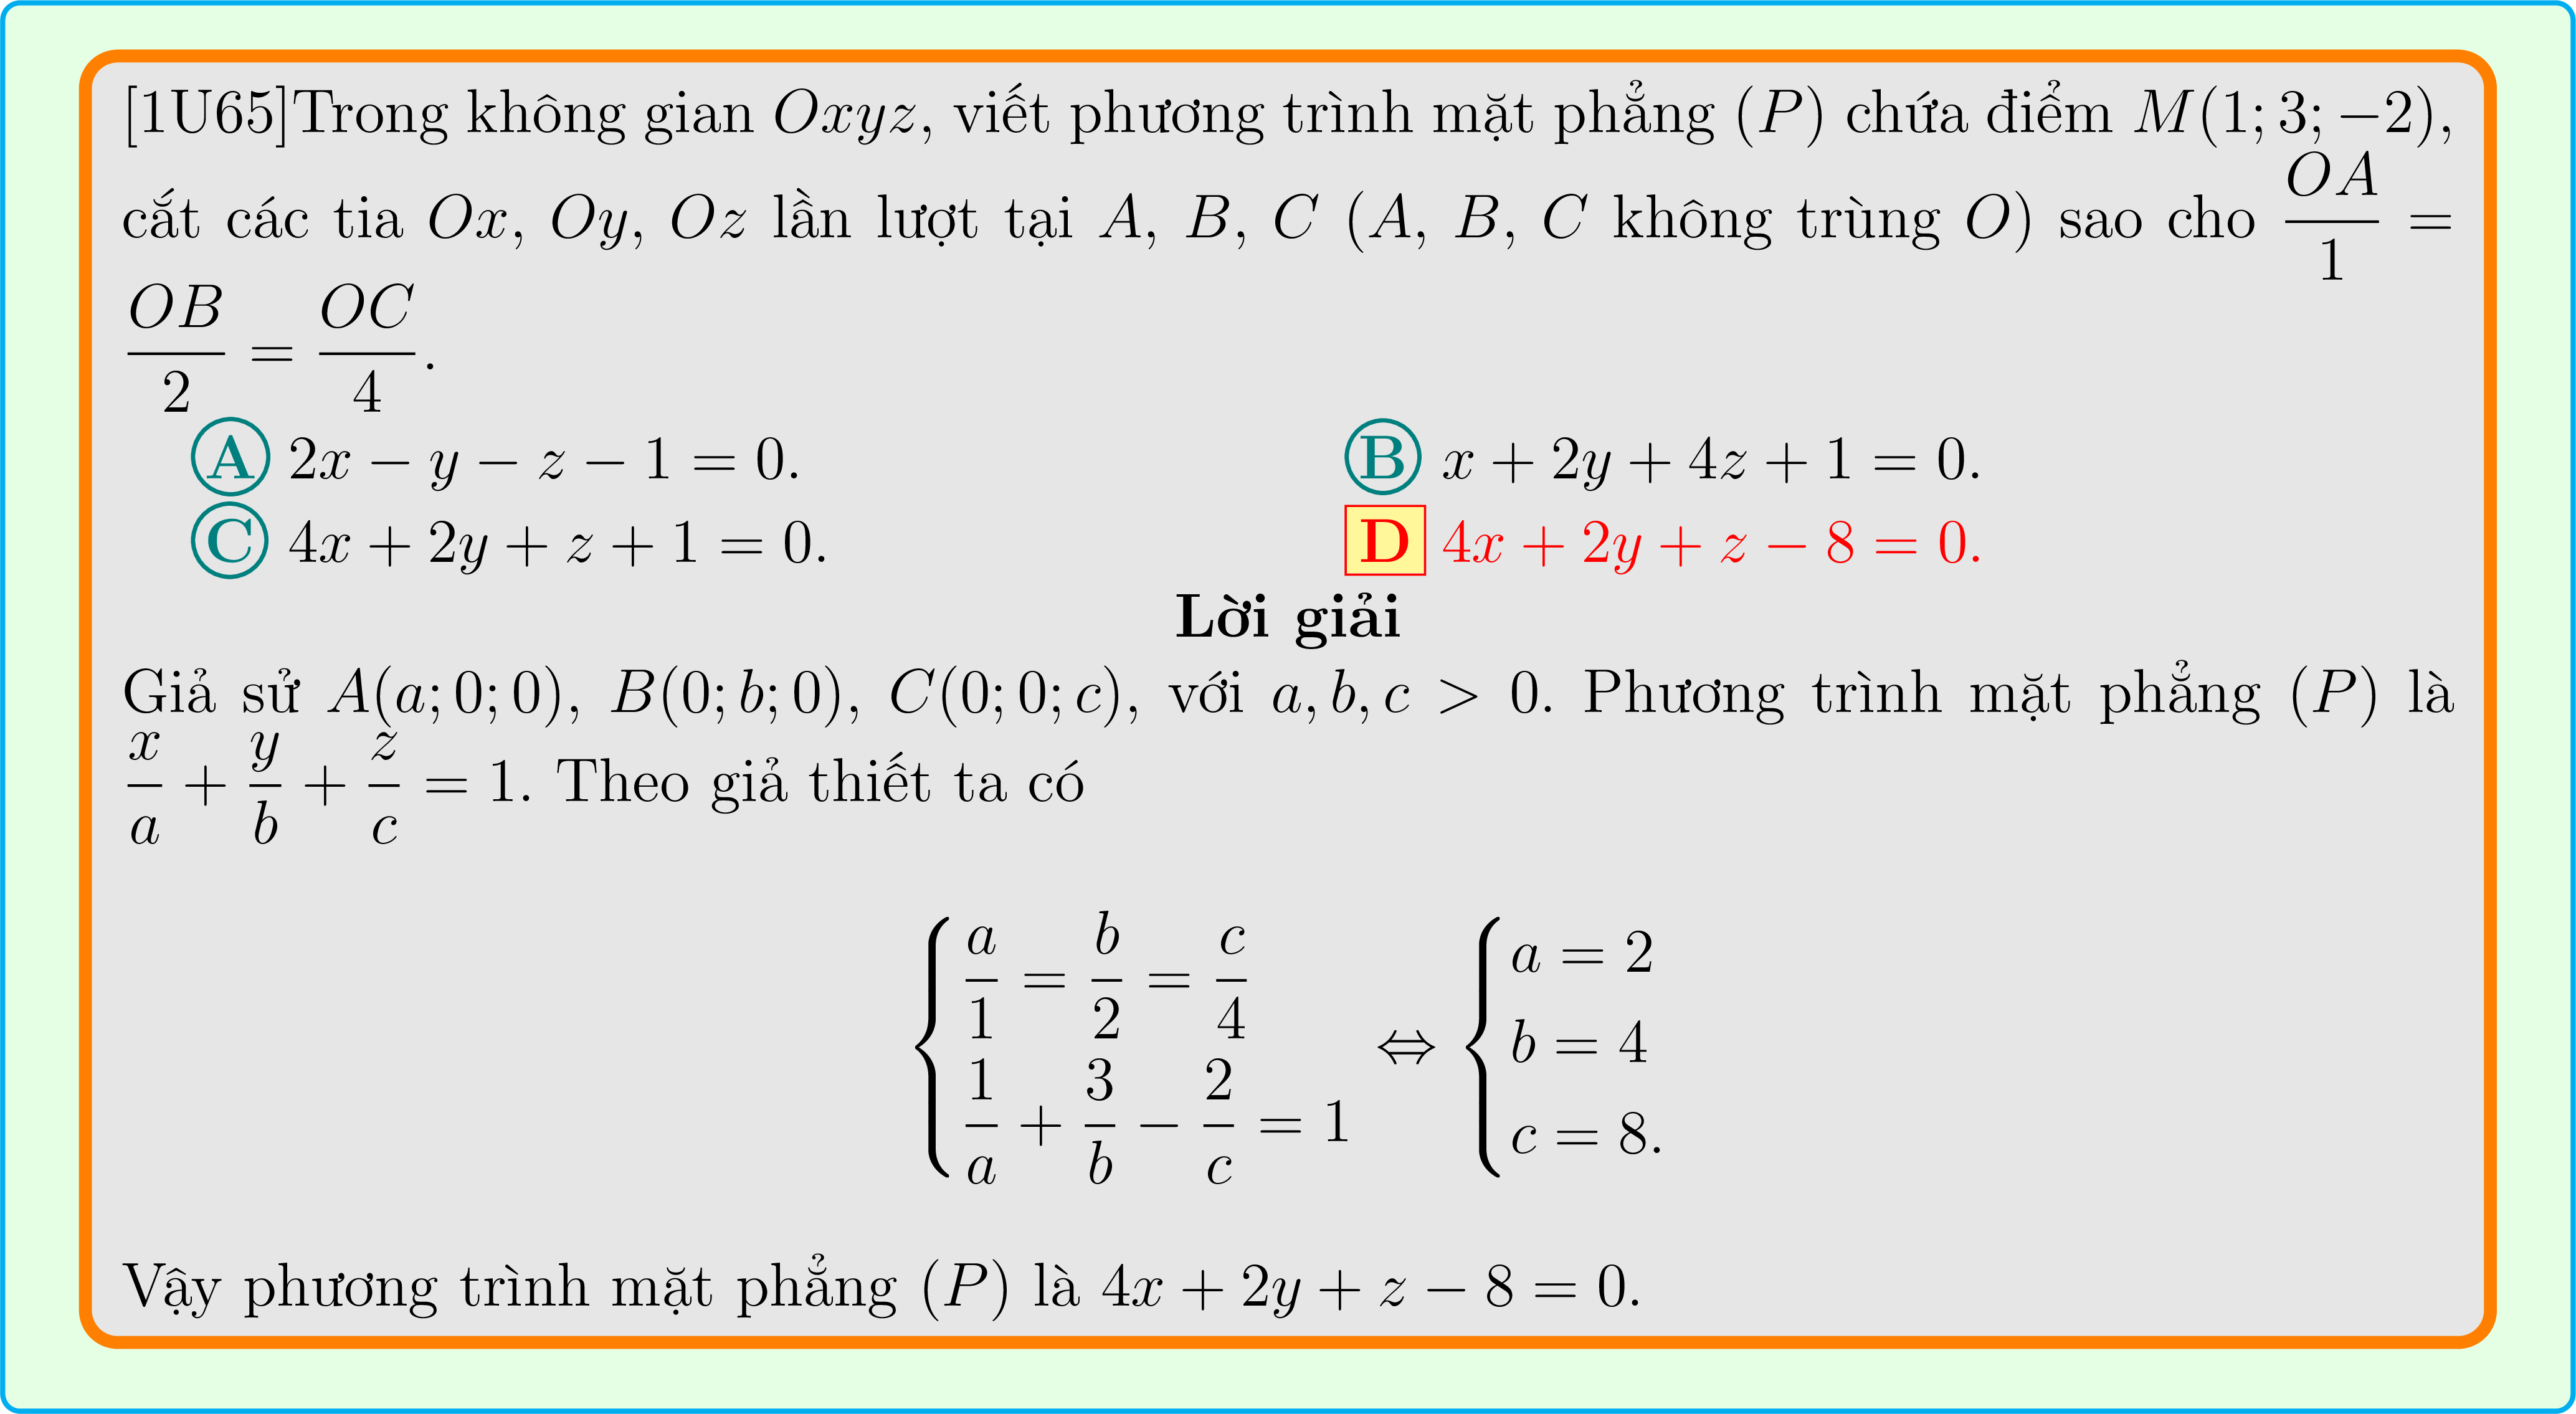 [1U65]Trong không gian Oxyz, viết phương trình mặt phẳng (P) chứa điểm M(1; 3; −2),
cắt các tia Ox, Oy, Oz lần lượt tại A, B, C (A, B, C không trùng O) sao cho \frac{OA}{1} =
\frac{OB}{2} = \frac{OC}{4}.
A 2x − y − z − 1 = 0. B x + 2y + 4z + 1 = 0.
C 4x + 2y + z + 1 = 0. D 4x + 2y + z − 8 = 0.
Lời giải
Giả sử A(a; 0; 0), B(0; b; 0), C(0; 0; c), với a, b, c > 0. Phương trình mặt phẳng (P) là
\frac{x}{a} + \frac{y}{b} + \frac{z}{c} = 1. Theo giả thiết ta có
\begin{cases} \frac{a}{1} = \frac{b}{2} = \frac{c}{4} \\ \frac{1}{a} + \frac{3}{b} − \frac{2}{c} = 1 \end{cases} ⇔ \begin{cases} a = 2 \\ b = 4 \\ c = 8. \end{cases}
Vậy phương trình mặt phẳng (P) là 4x + 2y + z − 8 = 0.